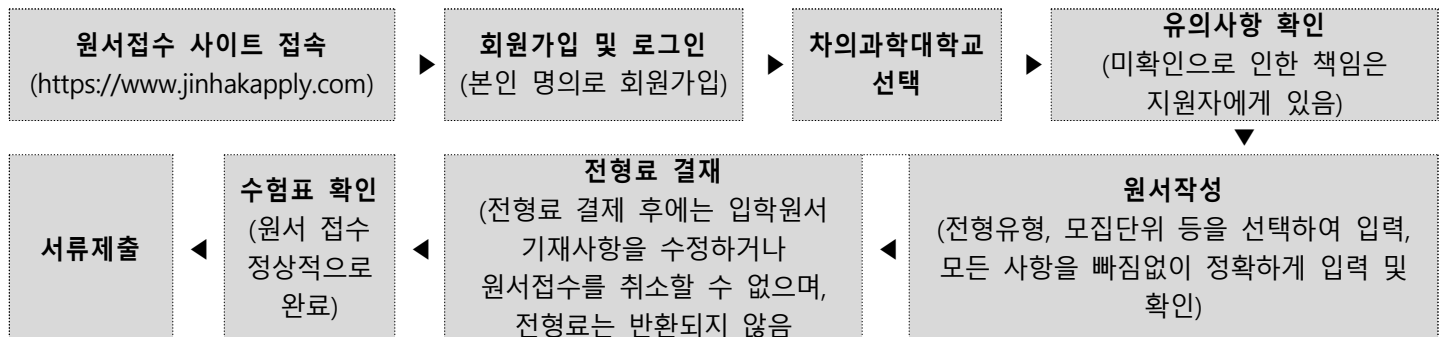 원서접수 사이트 접속
(https://www.jinhakapply.com)
▶
회원가입 및 로그인
(본인 명의로 회원가입)
▶
차의과학대학교
선택
▶
유의사항 확인
(미확인으로 인한 책임은
지원자에게 있음)
▼
원서작성
(전형유형, 모집단위 등을 선택하여 입력,
모든 사항을 빠짐없이 정확하게 입력 및
확인)
◀
전형료 결재
(전형료 결제 후에는 입학원서
기재사항을 수정하거나
원서접수를 취소할 수 없으며,
전형료는 반환되지 않음
◀
수험표 확인
(원서 접수
정상적으로
완료)
◀
서류제출